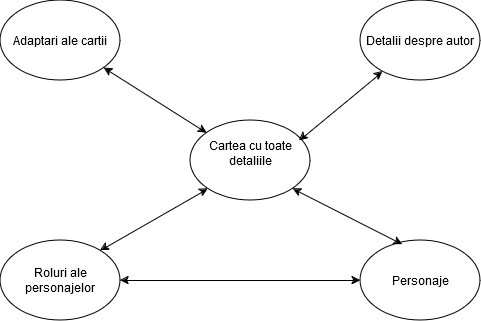 Adaptari ale cartii
Detalii despre autor
Cartea cu toate
detaliile
Roluri ale
personajelor
Personaje